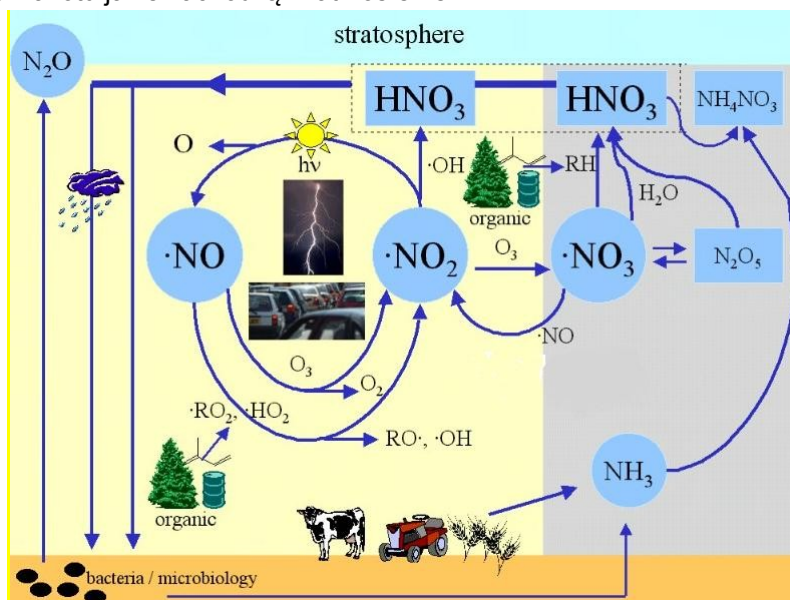 stratosphere
N₂O
HNO₃
HNO₃
NH₄NO₃
O
hν
·OH
RH
H₂O
organic
·NO
·NO₂
O₃
·NO₃
N₂O₅
·NO
O₃
O₂
·RO₂, ·HO₂
RO·, ·OH
NH₃
organic
bacteria / microbiology